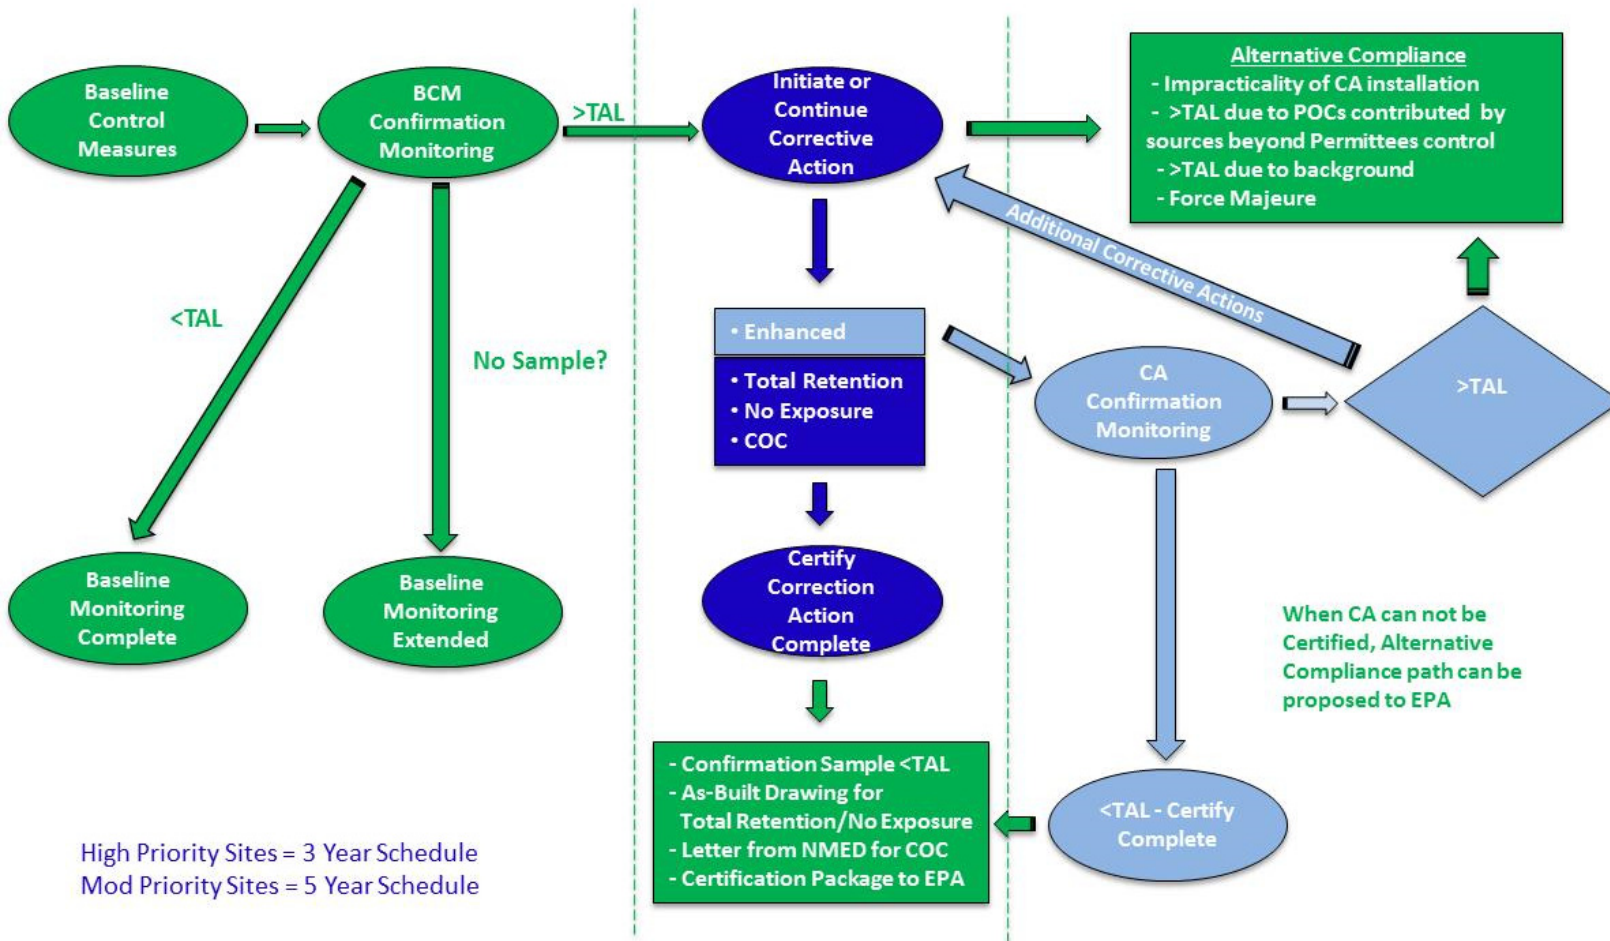 Baseline
Control
Measures
BCM
Confirmation
Monitoring
>TAL
<TAL
No Sample?
Baseline
Monitoring
Complete
Baseline
Monitoring
Extended
High Priority Sites = 3 Year Schedule
Mod Priority Sites = 5 Year Schedule
Initiate or
Continue
Corrective
Action
• Enhanced
• Total Retention
• No Exposure
• COC
Certify
Correction
Action
Complete
- Confirmation Sample <TAL
- As-Built Drawing for
Total Retention/No Exposure
- Letter from NMED for COC
- Certification Package to EPA
Alternative Compliance
- Impracticality of CA installation
- >TAL due to POCs contributed by
sources beyond Permittees control
- >TAL due to background
- Force Majeure
Additional Corrective Actions
CA
Confirmation
Monitoring
>TAL
When CA can not be
Certified, Alternative
Compliance path can be
proposed to EPA
<TAL - Certify
Complete